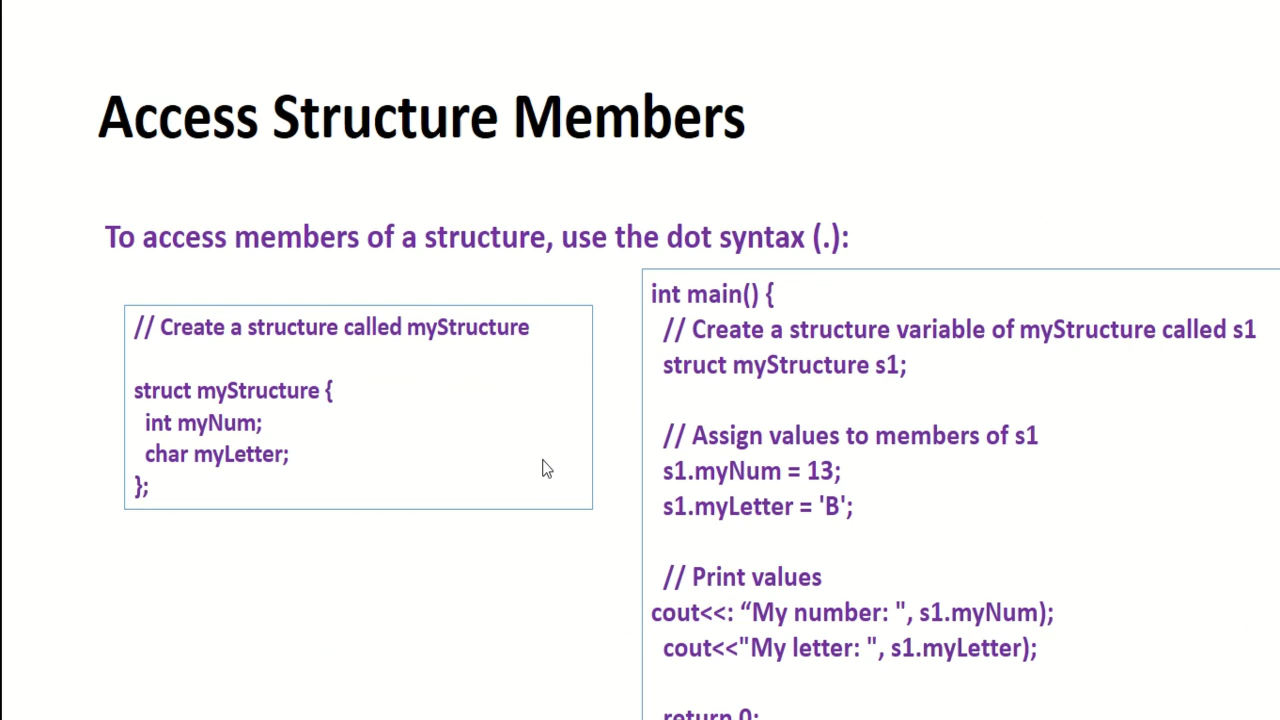 Access Structure Members
To access members of a structure, use the dot syntax (.):
// Create a structure called myStructure
struct myStructure {
int myNum;
char myLetter;
};
int main() {
// Create a structure variable of myStructure called s1
struct myStructure s1;
// Assign values to members of s1
s1.myNum = 13;
s1.myLetter = 'B';
// Print values
cout<<: “My number: ", s1.myNum);
cout<<"My letter: ", s1.myLetter);
return 0;